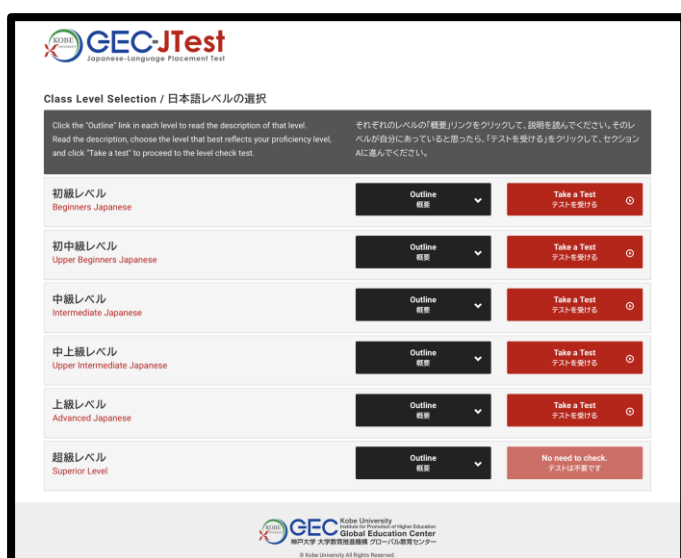 KOBE
UNIVERSITY
GEC-JTest
Japanese-Language Placement Test
Class Level Selection / 日本語レベルの選択
Click the "Outline" link in each level to read the description of that level.
Read the description, choose the level that best reflects your proficiency level,
and click "Take a test" to proceed to the level check test.
それぞれのレベルの「概要」リンクをクリックして、説明を読んでください。そのレ
ベルが自分にあっていると思ったら、「テストを受ける」をクリックして、セクション
Aに進んでください。
初級レベル
Beginners Japanese
Outline
概要
Take a Test
テストを受ける
初中級レベル
Upper Beginners Japanese
Outline
概要
Take a Test
テストを受ける
中級レベル
Intermediate Japanese
Outline
概要
Take a Test
テストを受ける
中上級レベル
Upper Intermediate Japanese
Outline
概要
Take a Test
テストを受ける
上級レベル
Advanced Japanese
Outline
概要
Take a Test
テストを受ける
超級レベル
Superior Level
Outline
概要
No need to check.
テストは不要です
KOBE
GEC
Kobe University
Institute for Promotion of Higher Education
Global Education Center
神戸大学 大学教育推進機構 グローバル教育センター
© Kobe University All Rights Reserved.